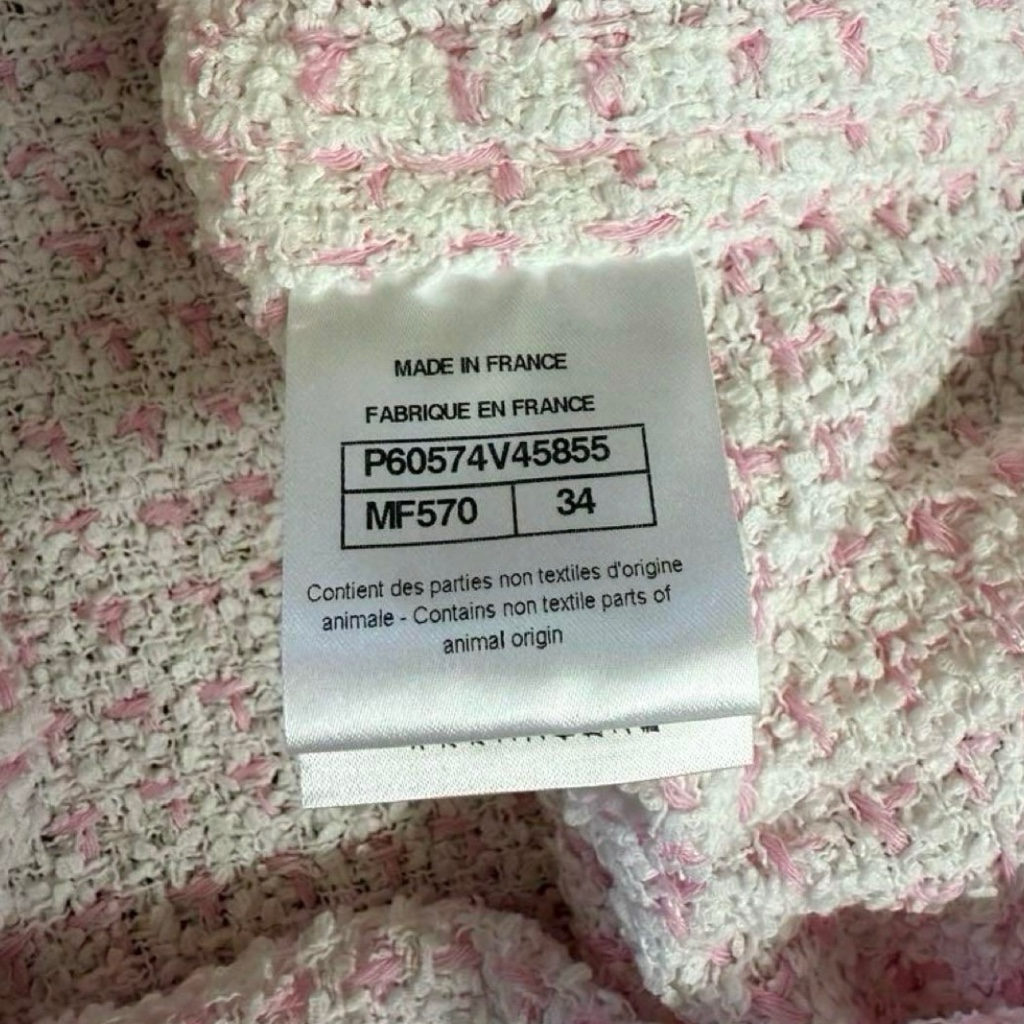 MADE IN FRANCE
FABRIQUE EN FRANCE
P60574V45855
MF570 34
Contient des parties non textiles d'origine
animale - Contains non textile parts of
animal origin